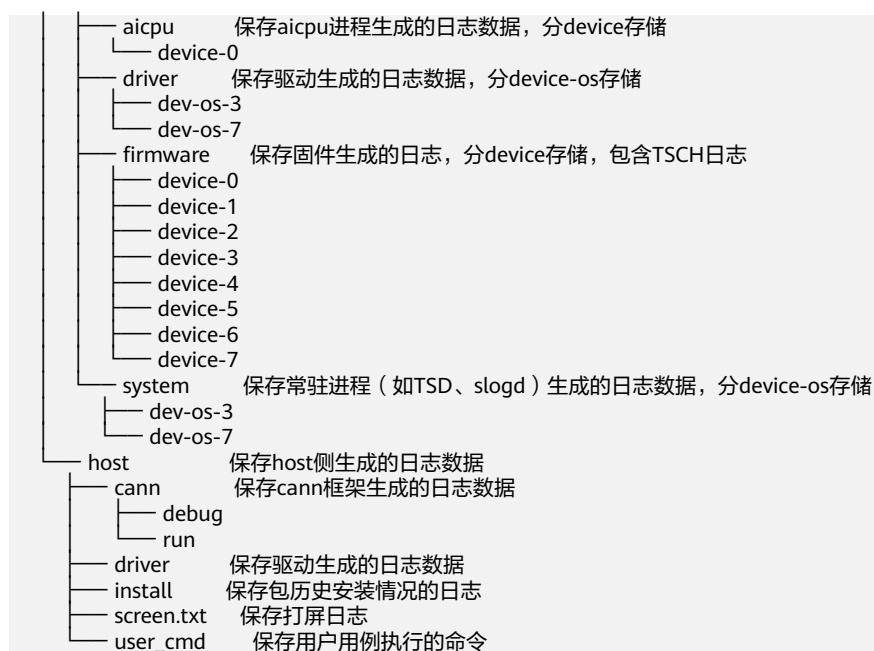 │   ├── aicpu      保存aicpu进程生成的日志数据，分device存储
│   │   └── device-0
│   ├── driver      保存驱动生成的日志数据，分device-os存储
│   │   ├── dev-os-3
│   │   └── dev-os-7
│   ├── firmware      保存固件生成的日志，分device存储，包含TSCH日志
│   │   ├── device-0
│   │   ├── device-1
│   │   ├── device-2
│   │   ├── device-3
│   │   ├── device-4
│   │   ├── device-5
│   │   ├── device-6
│   │   └── device-7
│   └── system      保存常驻进程（如TSD、slogd）生成的日志数据，分device-os存储
│       ├── dev-os-3
│       └── dev-os-7
└── host      保存host侧生成的日志数据
    ├── cann      保存cann框架生成的日志数据
    │   ├── debug
    │   └── run
    ├── driver      保存驱动生成的日志数据
    ├── install      保存包历史安装情况的日志
    ├── screen.txt      保存打屏日志
    └── user_cmd      保存用户用例执行的命令